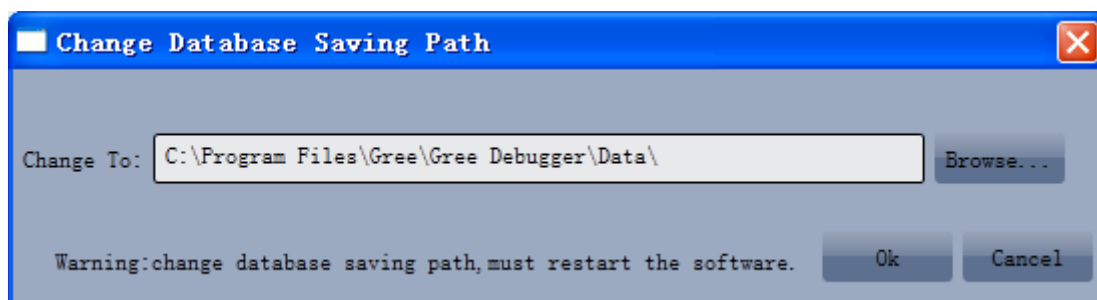 Change Database Saving Path
Change To: C:\Program Files\Gree\Gree Debugger\Data\ Browse...
Warning:change database saving path,must restart the software. Ok Cancel